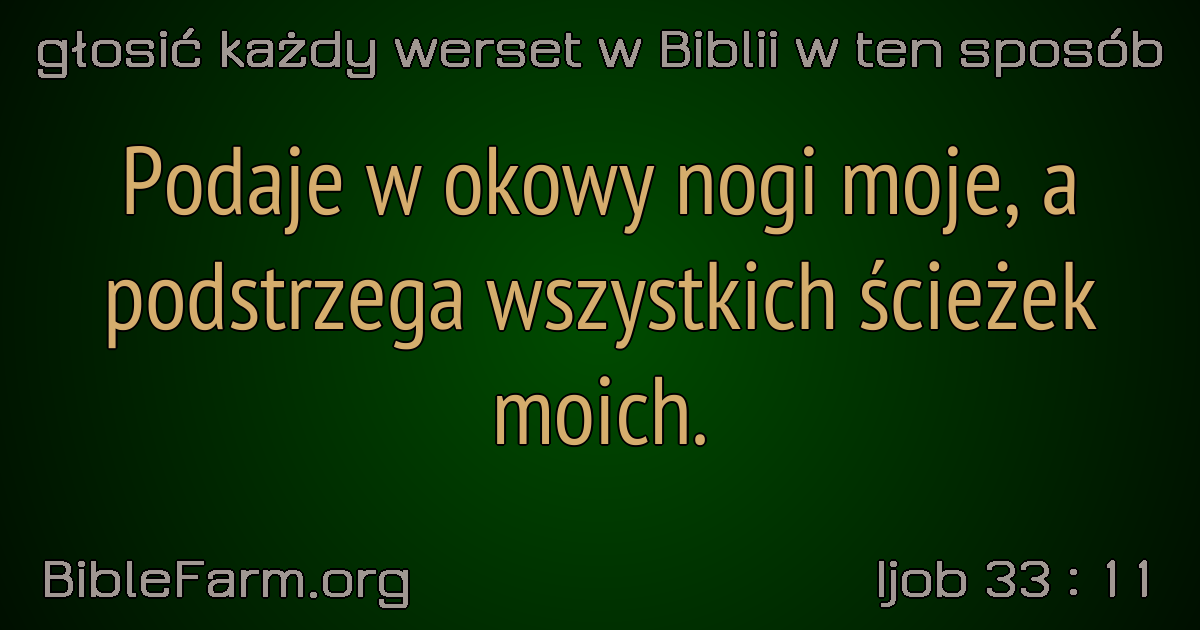 głosić każdy werset w Biblii w ten sposób
Podaje w okowy nogi moje, a
podstrzega wszystkich ścieżek
moich.
BibleFarm.org
Ijob 33 : 11